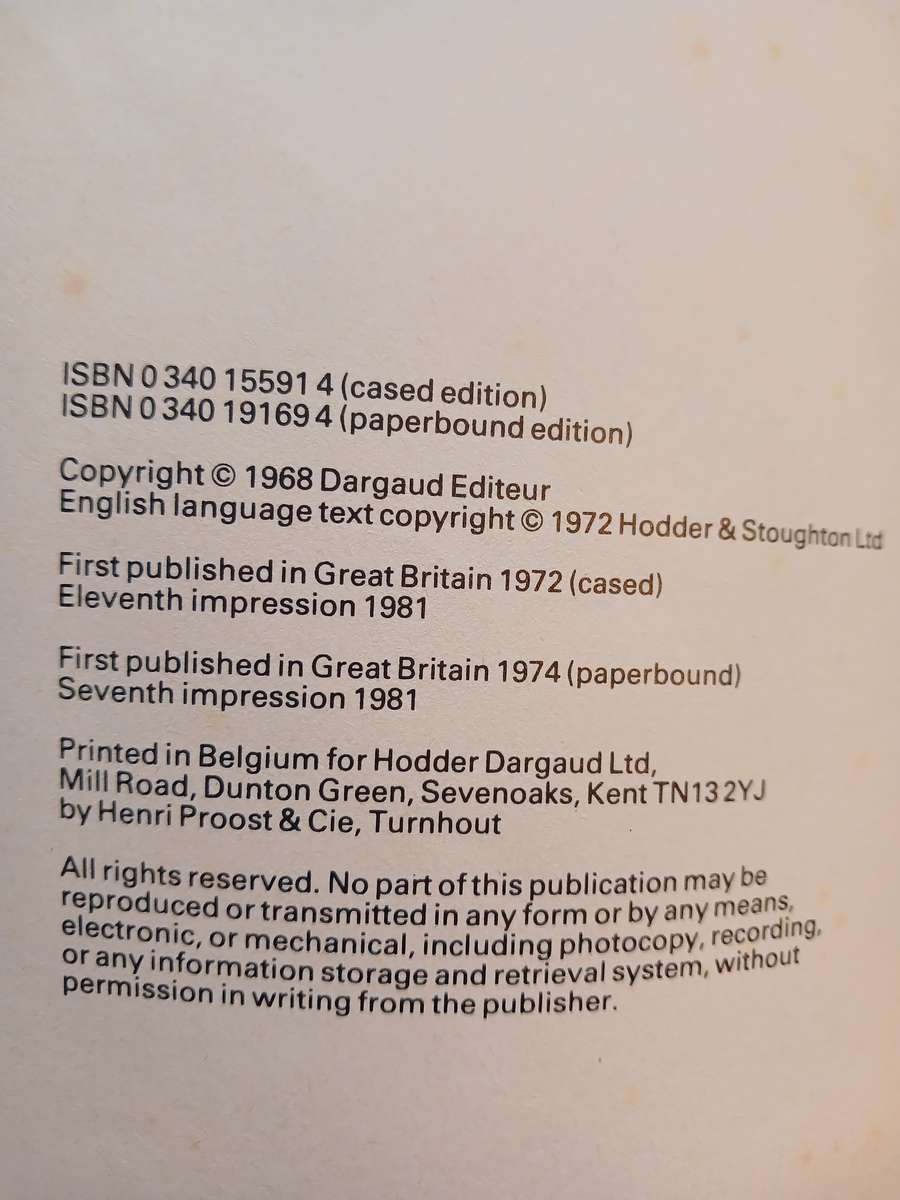 ISBN 0 340 15591 4 (cased edition)
ISBN 0 340 19169 4 (paperbound edition)
Copyright © 1968 Dargaud Editeur
English language text copyright © 1972 Hodder & Stoughton Ltd
First published in Great Britain 1972 (cased)
Eleventh impression 1981
First published in Great Britain 1974 (paperbound)
Seventh impression 1981
Printed in Belgium for Hodder Dargaud Ltd,
Mill Road, Dunton Green, Sevenoaks, Kent TN13 2YJ
by Henri Proost & Cie, Turnhout
All rights reserved. No part of this publication may be
reproduced or transmitted in any form or by any means,
electronic, or mechanical, including photocopy, recording,
or any information storage and retrieval system, without
permission in writing from the publisher.